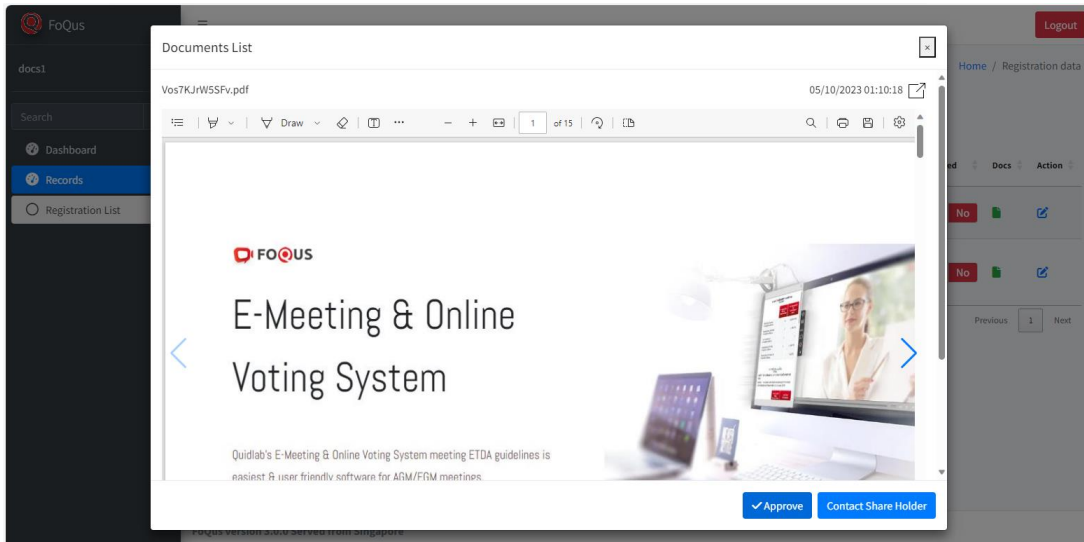 FoQus
Logout
docs1
Home / Registration data
Search
Dashboard
Records
Registration List
Documents List
×
Vos7KJrW5SFv.pdf
05/10/2023 01:10:18
Draw
1 of 15
FOQUS
E-Meeting & Online
Voting System
Quidlab's E-Meeting & Online Voting System meeting ETDA guidelines is
easiest & user friendly software for AGM/EGM meetings
Approve
Contact Share Holder
ed
Docs
Action
No
No
Previous
1
Next
FoQus version 3.0.0 Served from Singapore